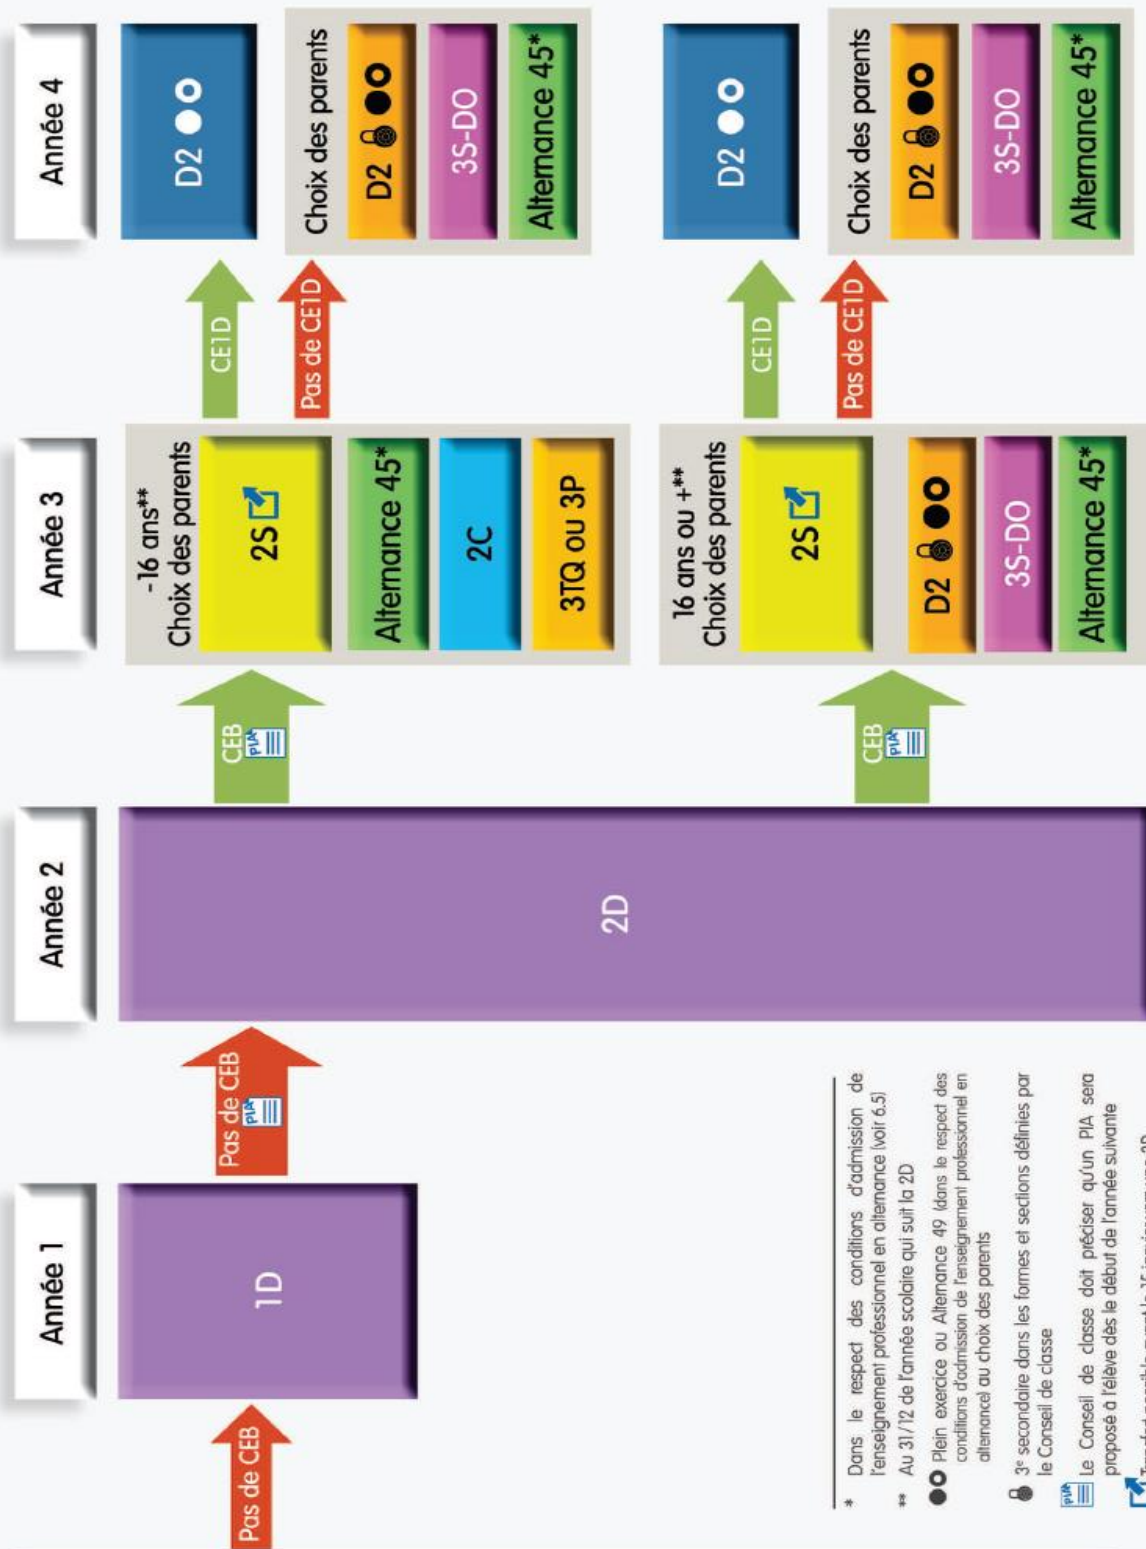 Année 1
Année 2
Année 3
Année 4
Pas de CEB
1D
Pas de CEB
PIA
2D
CEB
PIA
-16 ans**
Choix des parents
2S
Alternance 45*
2C
3TQ ou 3P
CE1D
Pas de CE1D
D2
Choix des parents
D2
3S-DO
Alternance 45*
CEB
PIA
16 ans ou +**
Choix des parents
2S
D2
3S-DO
Alternance 45*
CE1D
Pas de CE1D
D2
Choix des parents
D2
3S-DO
Alternance 45*
* Dans le respect des conditions d'admission de
l'enseignement professionnel en alternance (voir 6.5)
** Au 31/12 de l'année scolaire qui suit la 2D
Plein exercice ou Alternance 49 (dans le respect des
conditions d'admission de l'enseignement professionnel en
alternance) au choix des parents
3e secondaire dans les formes et sections définies par
le Conseil de classe
PIA Le Conseil de classe doit préciser qu'un PIA sera
proposé à l'élève dès le début de l'année suivante